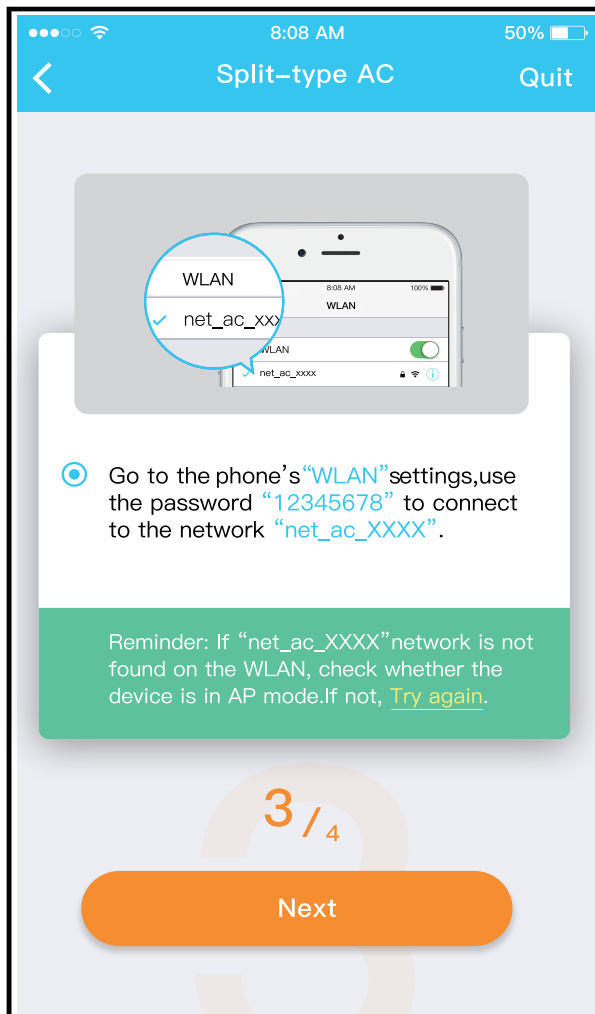 8:08 AM
50%
Split-type AC
Quit
WLAN
net_ac_xxx
8:08 AM
100%
WLAN
WLAN
net_ac_xxxx
Go to the phone's“WLAN”settings,use
the password “12345678” to connect
to the network “net_ac_XXXX”.
Reminder: If “net_ac_XXXX”network is not
found on the WLAN, check whether the
device is in AP mode.If not, Try again.
3/4
Next
3